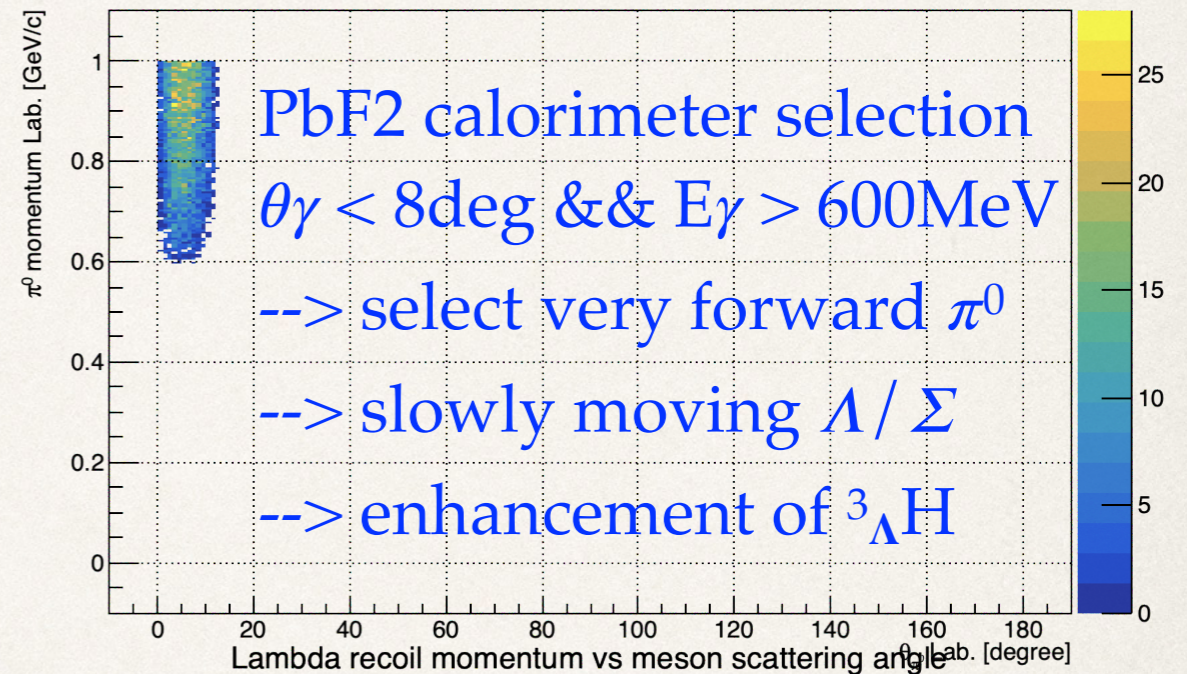 π⁰ momentum Lab. [GeV/c]
PbF2 calorimeter selection
θγ < 8deg && Eγ > 600MeV
--> select very forward π⁰
--> slowly moving Λ/Σ
--> enhancement of ³ΛH
1
0.8
0.6
0.4
0.2
0
0 20 40 60 80 100 120 140 160 180
25
20
15
10
5
0
Lab. [degree]
Lambda recoil momentum vs meson scattering angle